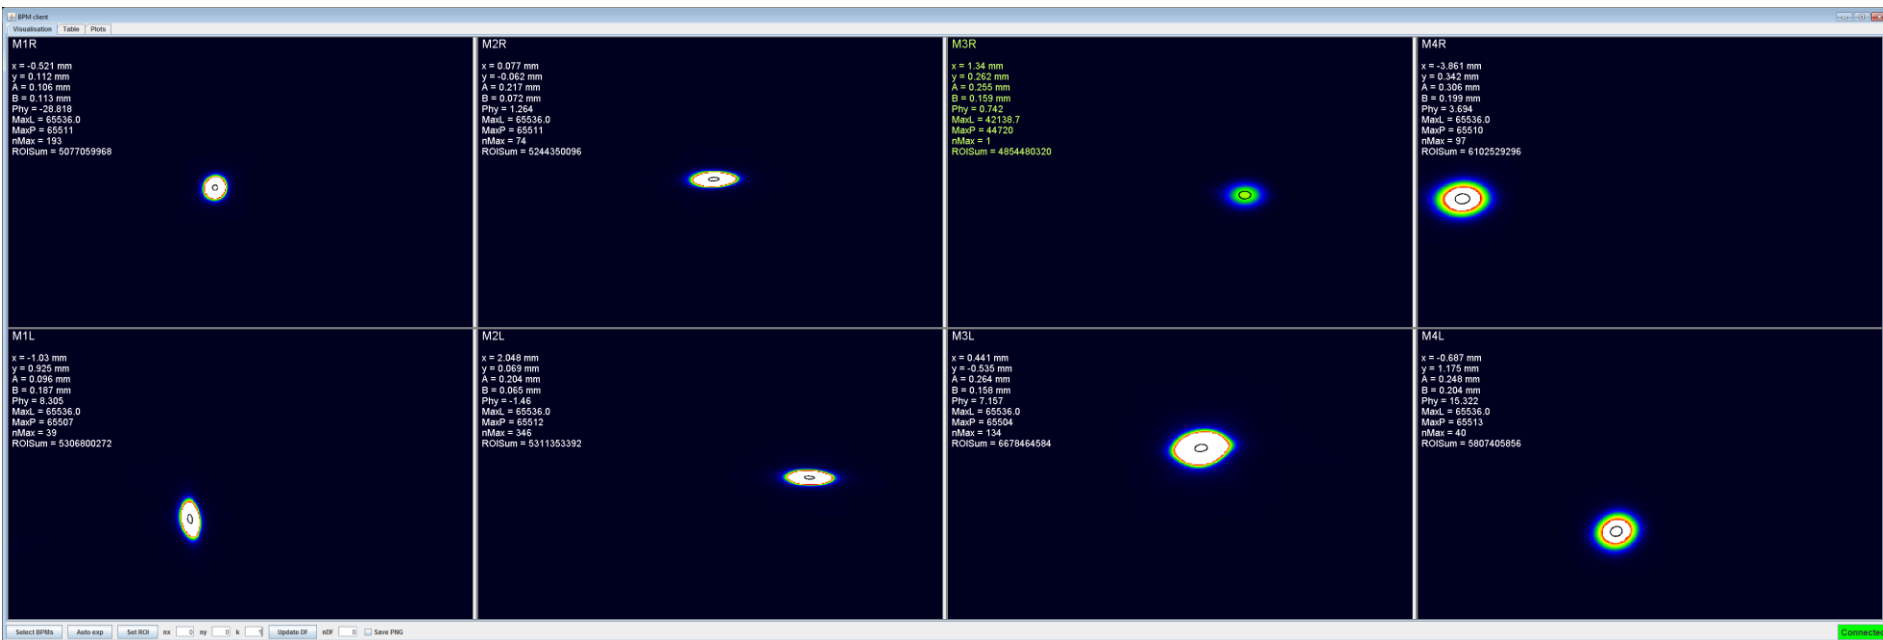 BPM client
Visualisation Table Plots
M1R
x = -0.521 mm
y = 0.112 mm
A = 0.106 mm
B = 0.113 mm
Phy = -28.818
MaxL = 65536.0
MaxP = 65511
nMax = 193
ROISum = 5077059968
M2R
x = 0.077 mm
y = -0.062 mm
A = 0.217 mm
B = 0.072 mm
Phy = 1.264
MaxL = 65536.0
MaxP = 65511
nMax = 74
ROISum = 5244350096
M3R
x = 1.34 mm
y = 0.262 mm
A = 0.255 mm
B = 0.159 mm
Phy = 0.742
MaxL = 42138.7
MaxP = 44720
nMax = 1
ROISum = 4854480320
M4R
x = -3.861 mm
y = 0.342 mm
A = 0.306 mm
B = 0.199 mm
Phy = 3.694
MaxL = 65536.0
MaxP = 65510
nMax = 97
ROISum = 6102529296
M1L
x = -1.03 mm
y = 0.925 mm
A = 0.096 mm
B = 0.187 mm
Phy = 8.305
MaxL = 65536.0
MaxP = 65507
nMax = 39
ROISum = 5306800272
M2L
x = 2.048 mm
y = 0.069 mm
A = 0.204 mm
B = 0.065 mm
Phy = -1.46
MaxL = 65536.0
MaxP = 65512
nMax = 346
ROISum = 5311353392
M3L
x = 0.441 mm
y = -0.535 mm
A = 0.264 mm
B = 0.158 mm
Phy = 7.157
MaxL = 65536.0
MaxP = 65504
nMax = 134
ROISum = 6678464584
M4L
x = -0.687 mm
y = 1.175 mm
A = 0.248 mm
B = 0.204 mm
Phy = 15.322
MaxL = 65536.0
MaxP = 65513
nMax = 40
ROISum = 5807405856
Select BPMs Auto exp Set ROI nx 0 ny 0 k Update DF nDF 8 Save PNG Connected